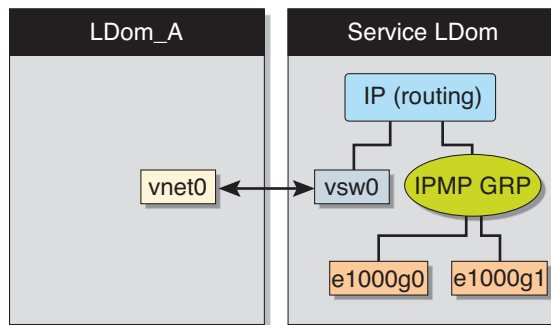 LDom_A
Service LDom
IP (routing)
vnet0
vsw0
IPMP GRP
e1000g0
e1000g1